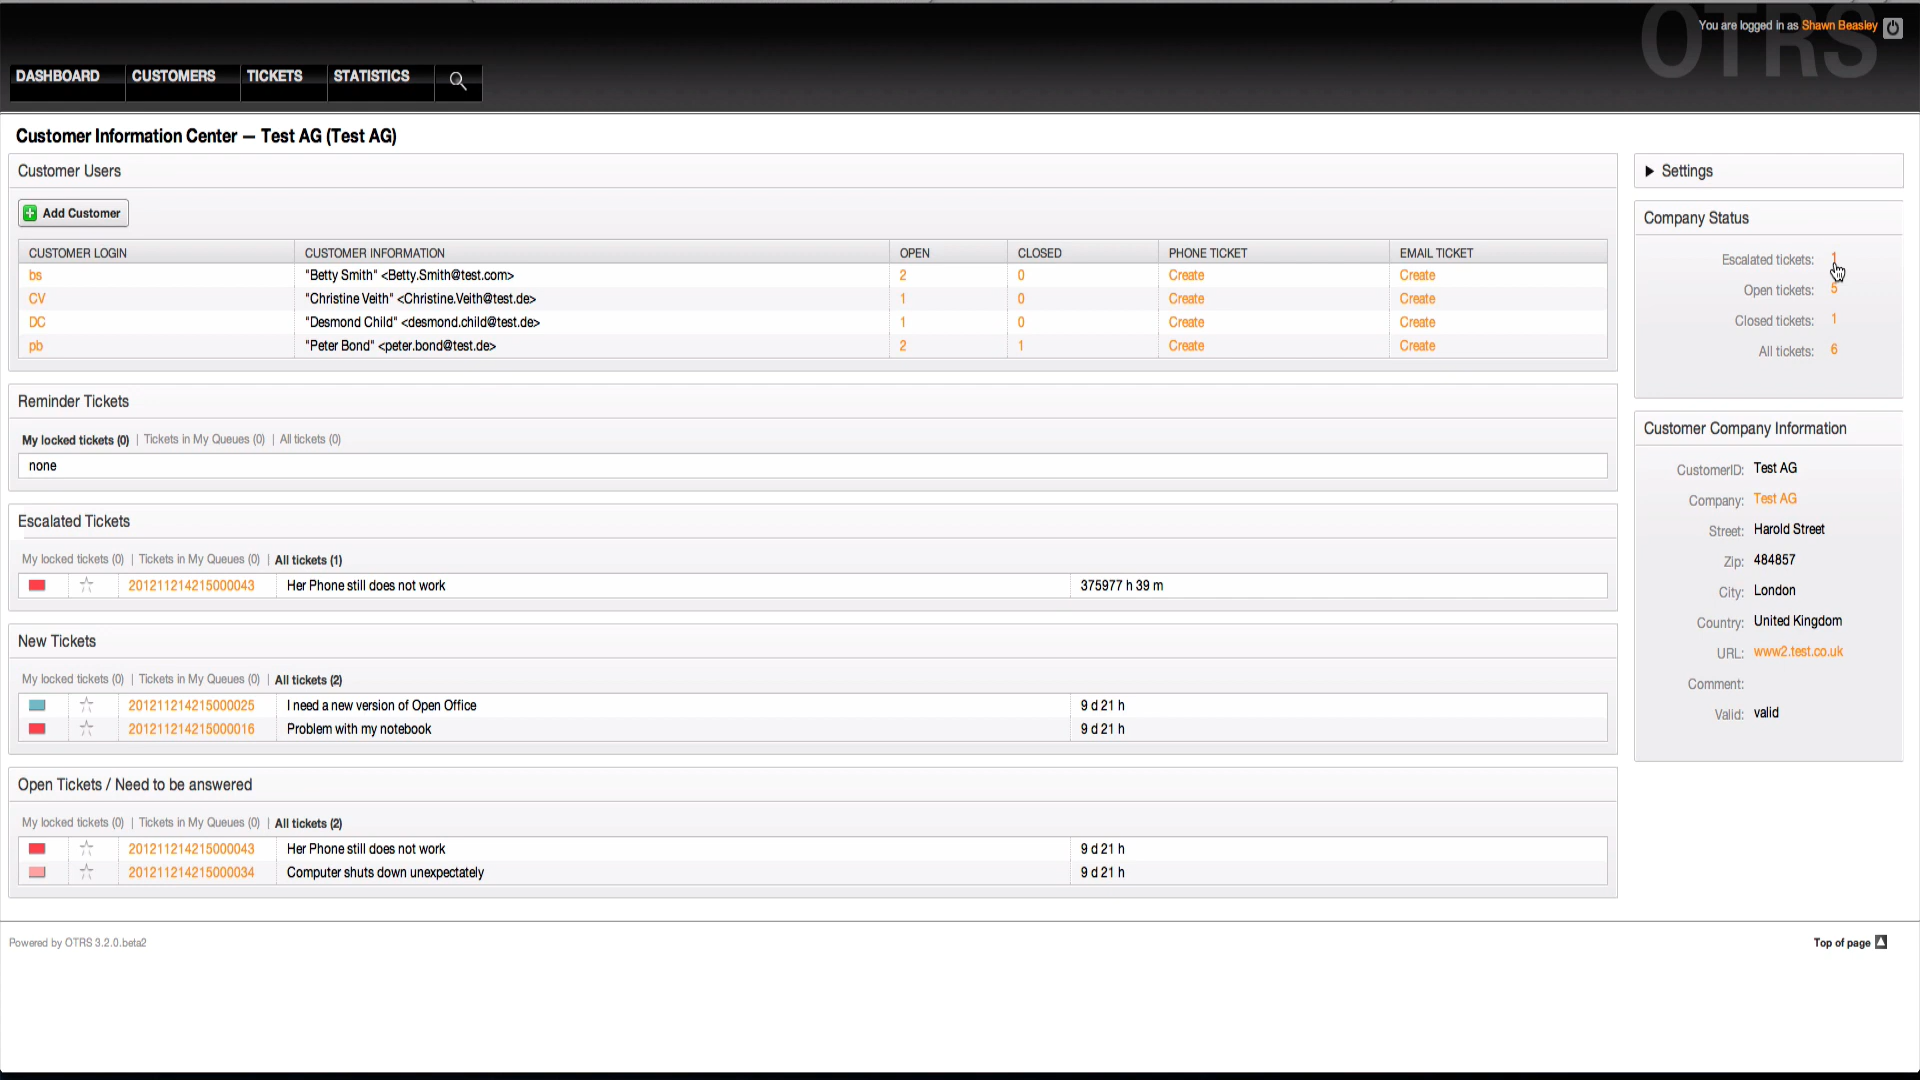 OTRS
You are logged in as Shawn Beasley
DASHBOARD CUSTOMERS TICKETS STATISTICS
Customer Information Center – Test AG (Test AG)
Customer Users
Add Customer
CUSTOMER LOGIN CUSTOMER INFORMATION OPEN CLOSED PHONE TICKET EMAIL TICKET
bs "Betty Smith" <Betty.Smith@test.com> 2 0 Create Create
CV "Christine Veith" <Christine.Veith@test.de> 1 0 Create Create
DC "Desmond Child" <desmond.child@test.de> 1 0 Create Create
pb "Peter Bond" <peter.bond@test.de> 2 1 Create Create
Reminder Tickets
My locked tickets (0) | Tickets in My Queues (0) | All tickets (0)
none
Escalated Tickets
My locked tickets (0) | Tickets in My Queues (0) | All tickets (1)
201211214215000043 Her Phone still does not work 375977 h 39 m
New Tickets
My locked tickets (0) | Tickets in My Queues (0) | All tickets (2)
201211214215000025 I need a new version of Open Office 9 d 21 h
201211214215000016 Problem with my notebook 9 d 21 h
Open Tickets / Need to be answered
My locked tickets (0) | Tickets in My Queues (0) | All tickets (2)
201211214215000043 Her Phone still does not work 9 d 21 h
201211214215000034 Computer shuts down unexpectately 9 d 21 h
Settings
Company Status
Escalated tickets: 1
Open tickets: 5
Closed tickets: 1
All tickets: 6
Customer Company Information
CustomerID: Test AG
Company: Test AG
Street: Harold Street
Zip: 484857
City: London
Country: United Kingdom
URL: www2.test.co.uk
Comment:
Valid: valid
Powered by OTRS 3.2.0.beta2
Top of page